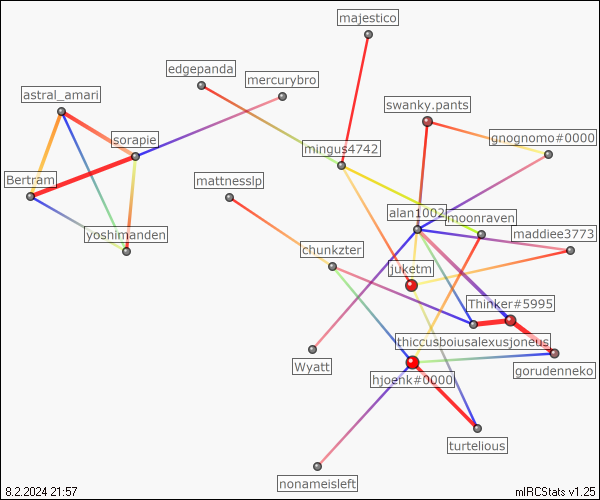 majestico
edgepanda
mercurybro
astral_amari
swanky.pants
sorapie
gnognomo#0000
mingus4742
Bertram
mattnesslp
alan1002
moonraven
yoshimanden
maddiee3773
chunkzter
juketm
Thinker#5995
thiccusboiusalexusjoneus
Wyatt
gorudenneko
hjoenk#0000
turtelious
nonameisleft
8.2.2024 21:57
mIRCStats v1.25